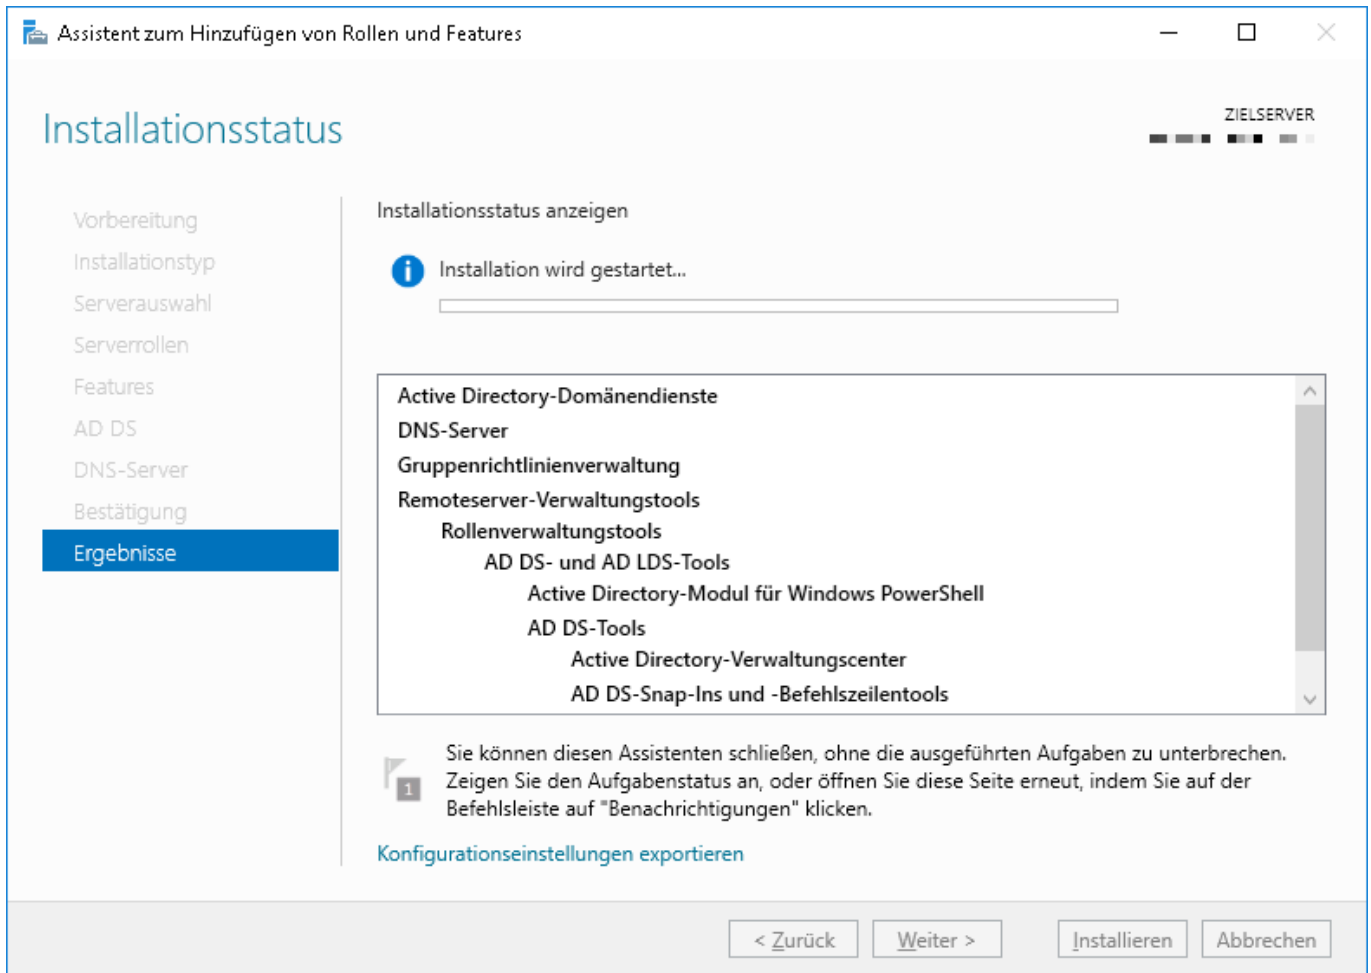 Assistent zum Hinzufügen von Rollen und Features
Installationsstatus
ZIELSERVER
Vorbereitung
Installationstyp
Serverauswahl
Serverrollen
Features
AD DS
DNS-Server
Bestätigung
Ergebnisse
Installationsstatus anzeigen
Installation wird gestartet...
Active Directory-Domänendienste
DNS-Server
Gruppenrichtlinienverwaltung
Remoteserver-Verwaltungstools
Rollenverwaltungstools
AD DS- und AD LDS-Tools
Active Directory-Modul für Windows PowerShell
AD DS-Tools
Active Directory-Verwaltungscenter
AD DS-Snap-Ins und -Befehlszeilentools
1
Sie können diesen Assistenten schließen, ohne die ausgeführten Aufgaben zu unterbrechen.
Zeigen Sie den Aufgabenstatus an, oder öffnen Sie diese Seite erneut, indem Sie auf der
Befehlsleiste auf "Benachrichtigungen" klicken.
Konfigurationseinstellungen exportieren
< Zurück
Weiter >
Installieren
Abbrechen